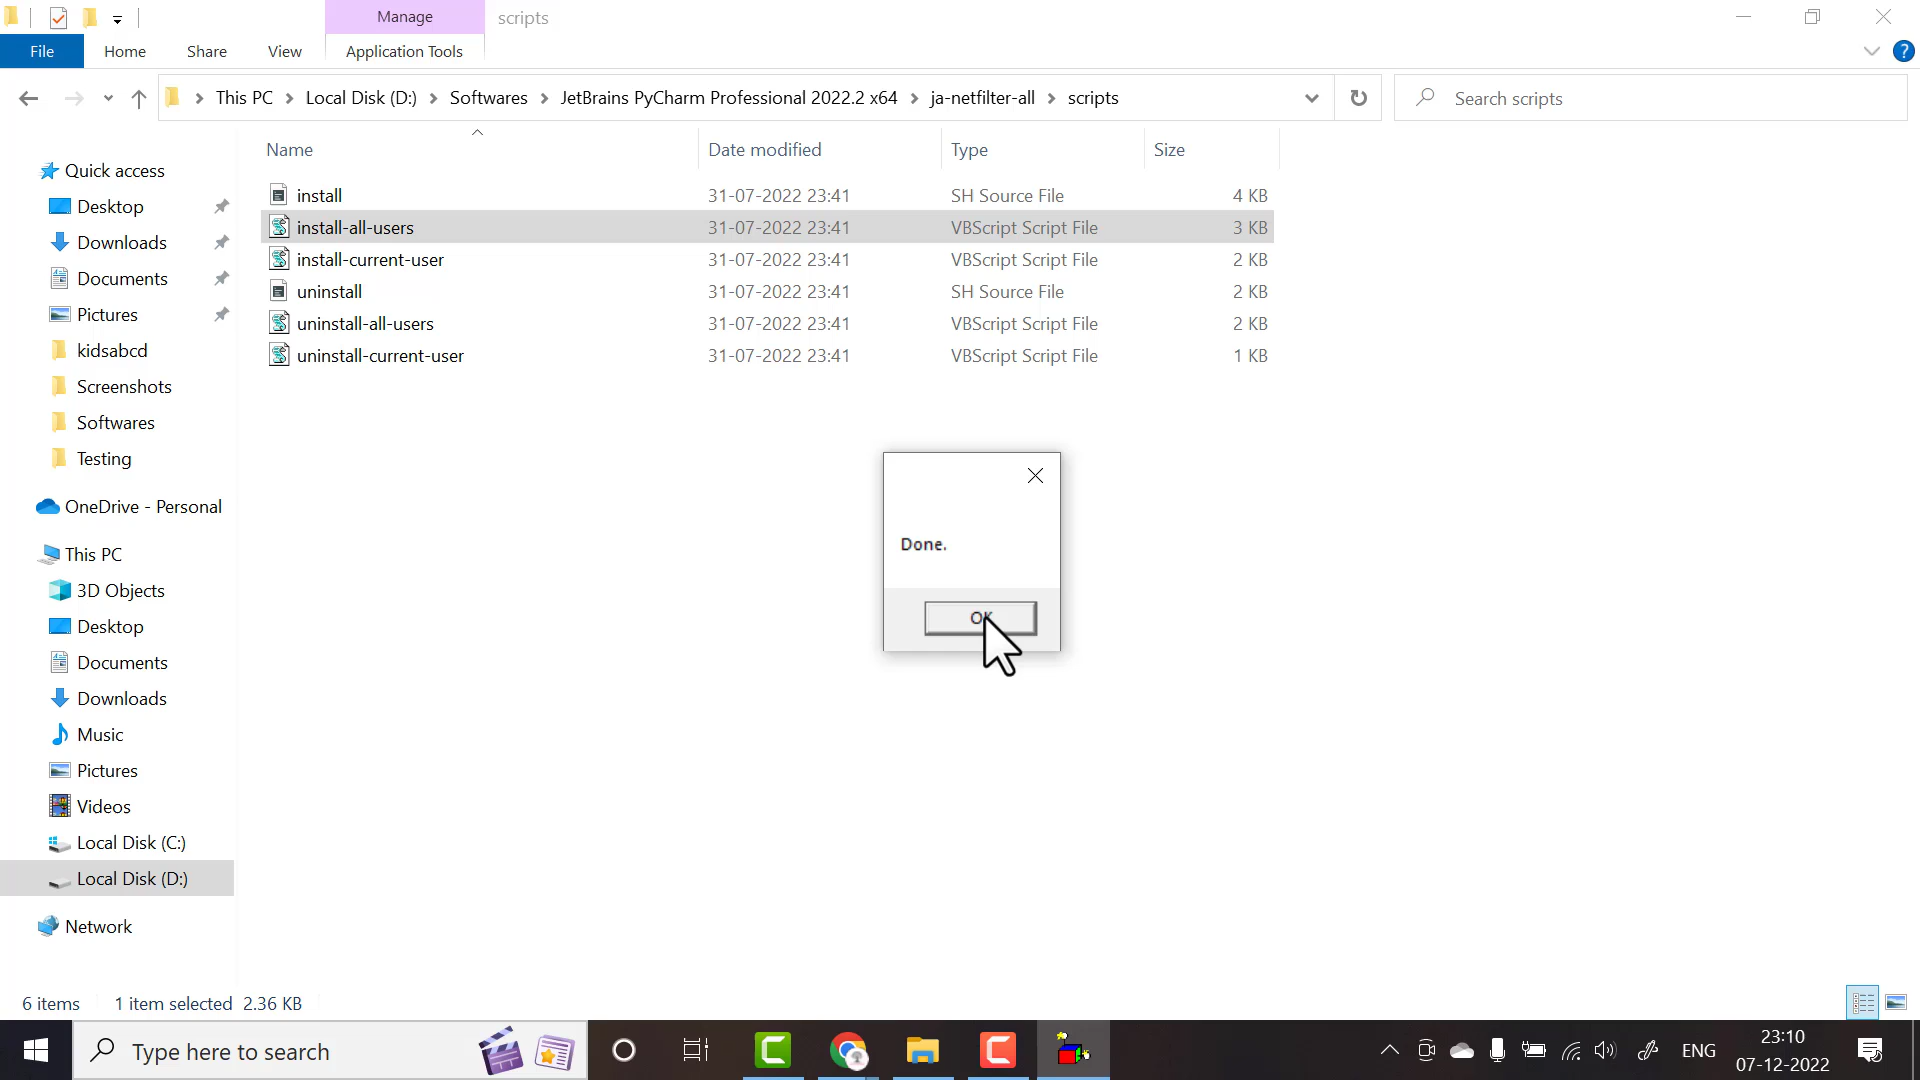 Manage
scripts
File
Home
Share
View
Application Tools
?
This PC
Local Disk (D:)
Softwares
JetBrains PyCharm Professional 2022.2 x64
ja-netfilter-all
scripts
Search scripts
Name
Date modified
Type
Size
install 31-07-2022 23:41 SH Source File 4 KB
install-all-users 31-07-2022 23:41 VBScript Script File 3 KB
install-current-user 31-07-2022 23:41 VBScript Script File 2 KB
uninstall 31-07-2022 23:41 SH Source File 2 KB
uninstall-all-users 31-07-2022 23:41 VBScript Script File 2 KB
uninstall-current-user 31-07-2022 23:41 VBScript Script File 1 KB
Quick access
Desktop
Downloads
Documents
Pictures
kidsabcd
Screenshots
Softwares
Testing
OneDrive - Personal
This PC
3D Objects
Desktop
Documents
Downloads
Music
Pictures
Videos
Local Disk (C:)
Local Disk (D:)
Network
Done.
OK
6 items
1 item selected 2.36 KB
Type here to search
ENG
23:10
07-12-2022